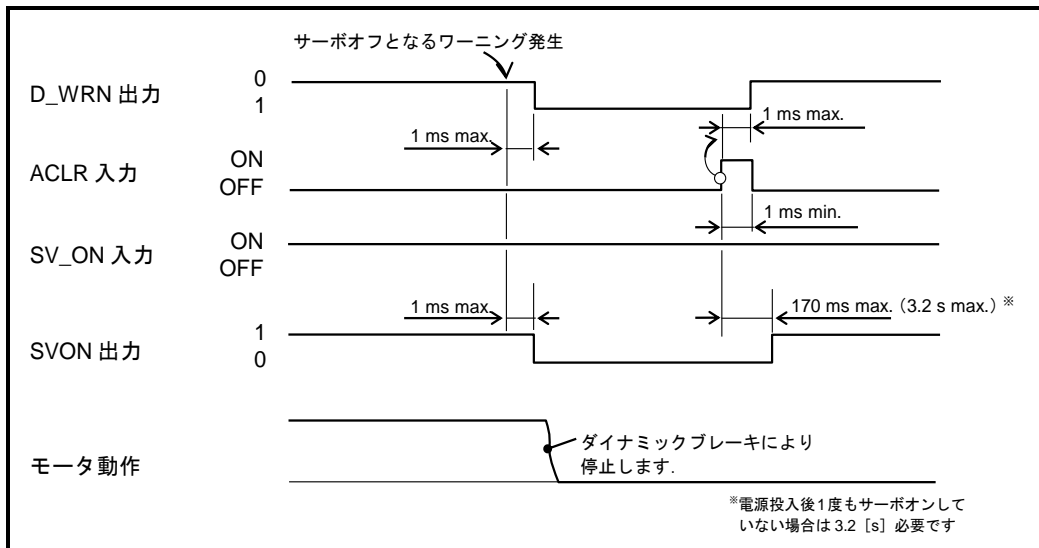 サーボオフとなるワーニング発生
D_WRN 出力
0
1
1 ms max.
1 ms max.
ACLR 入力
ON
OFF
1 ms min.
SV_ON 入力
ON
OFF
1 ms max.
170 ms max.（3.2 s max.）※
SVON 出力
1
0
モータ動作
ダイナミックブレーキにより
停止します.
※電源投入後1度もサーボオンして
いない場合は 3.2［s］必要です